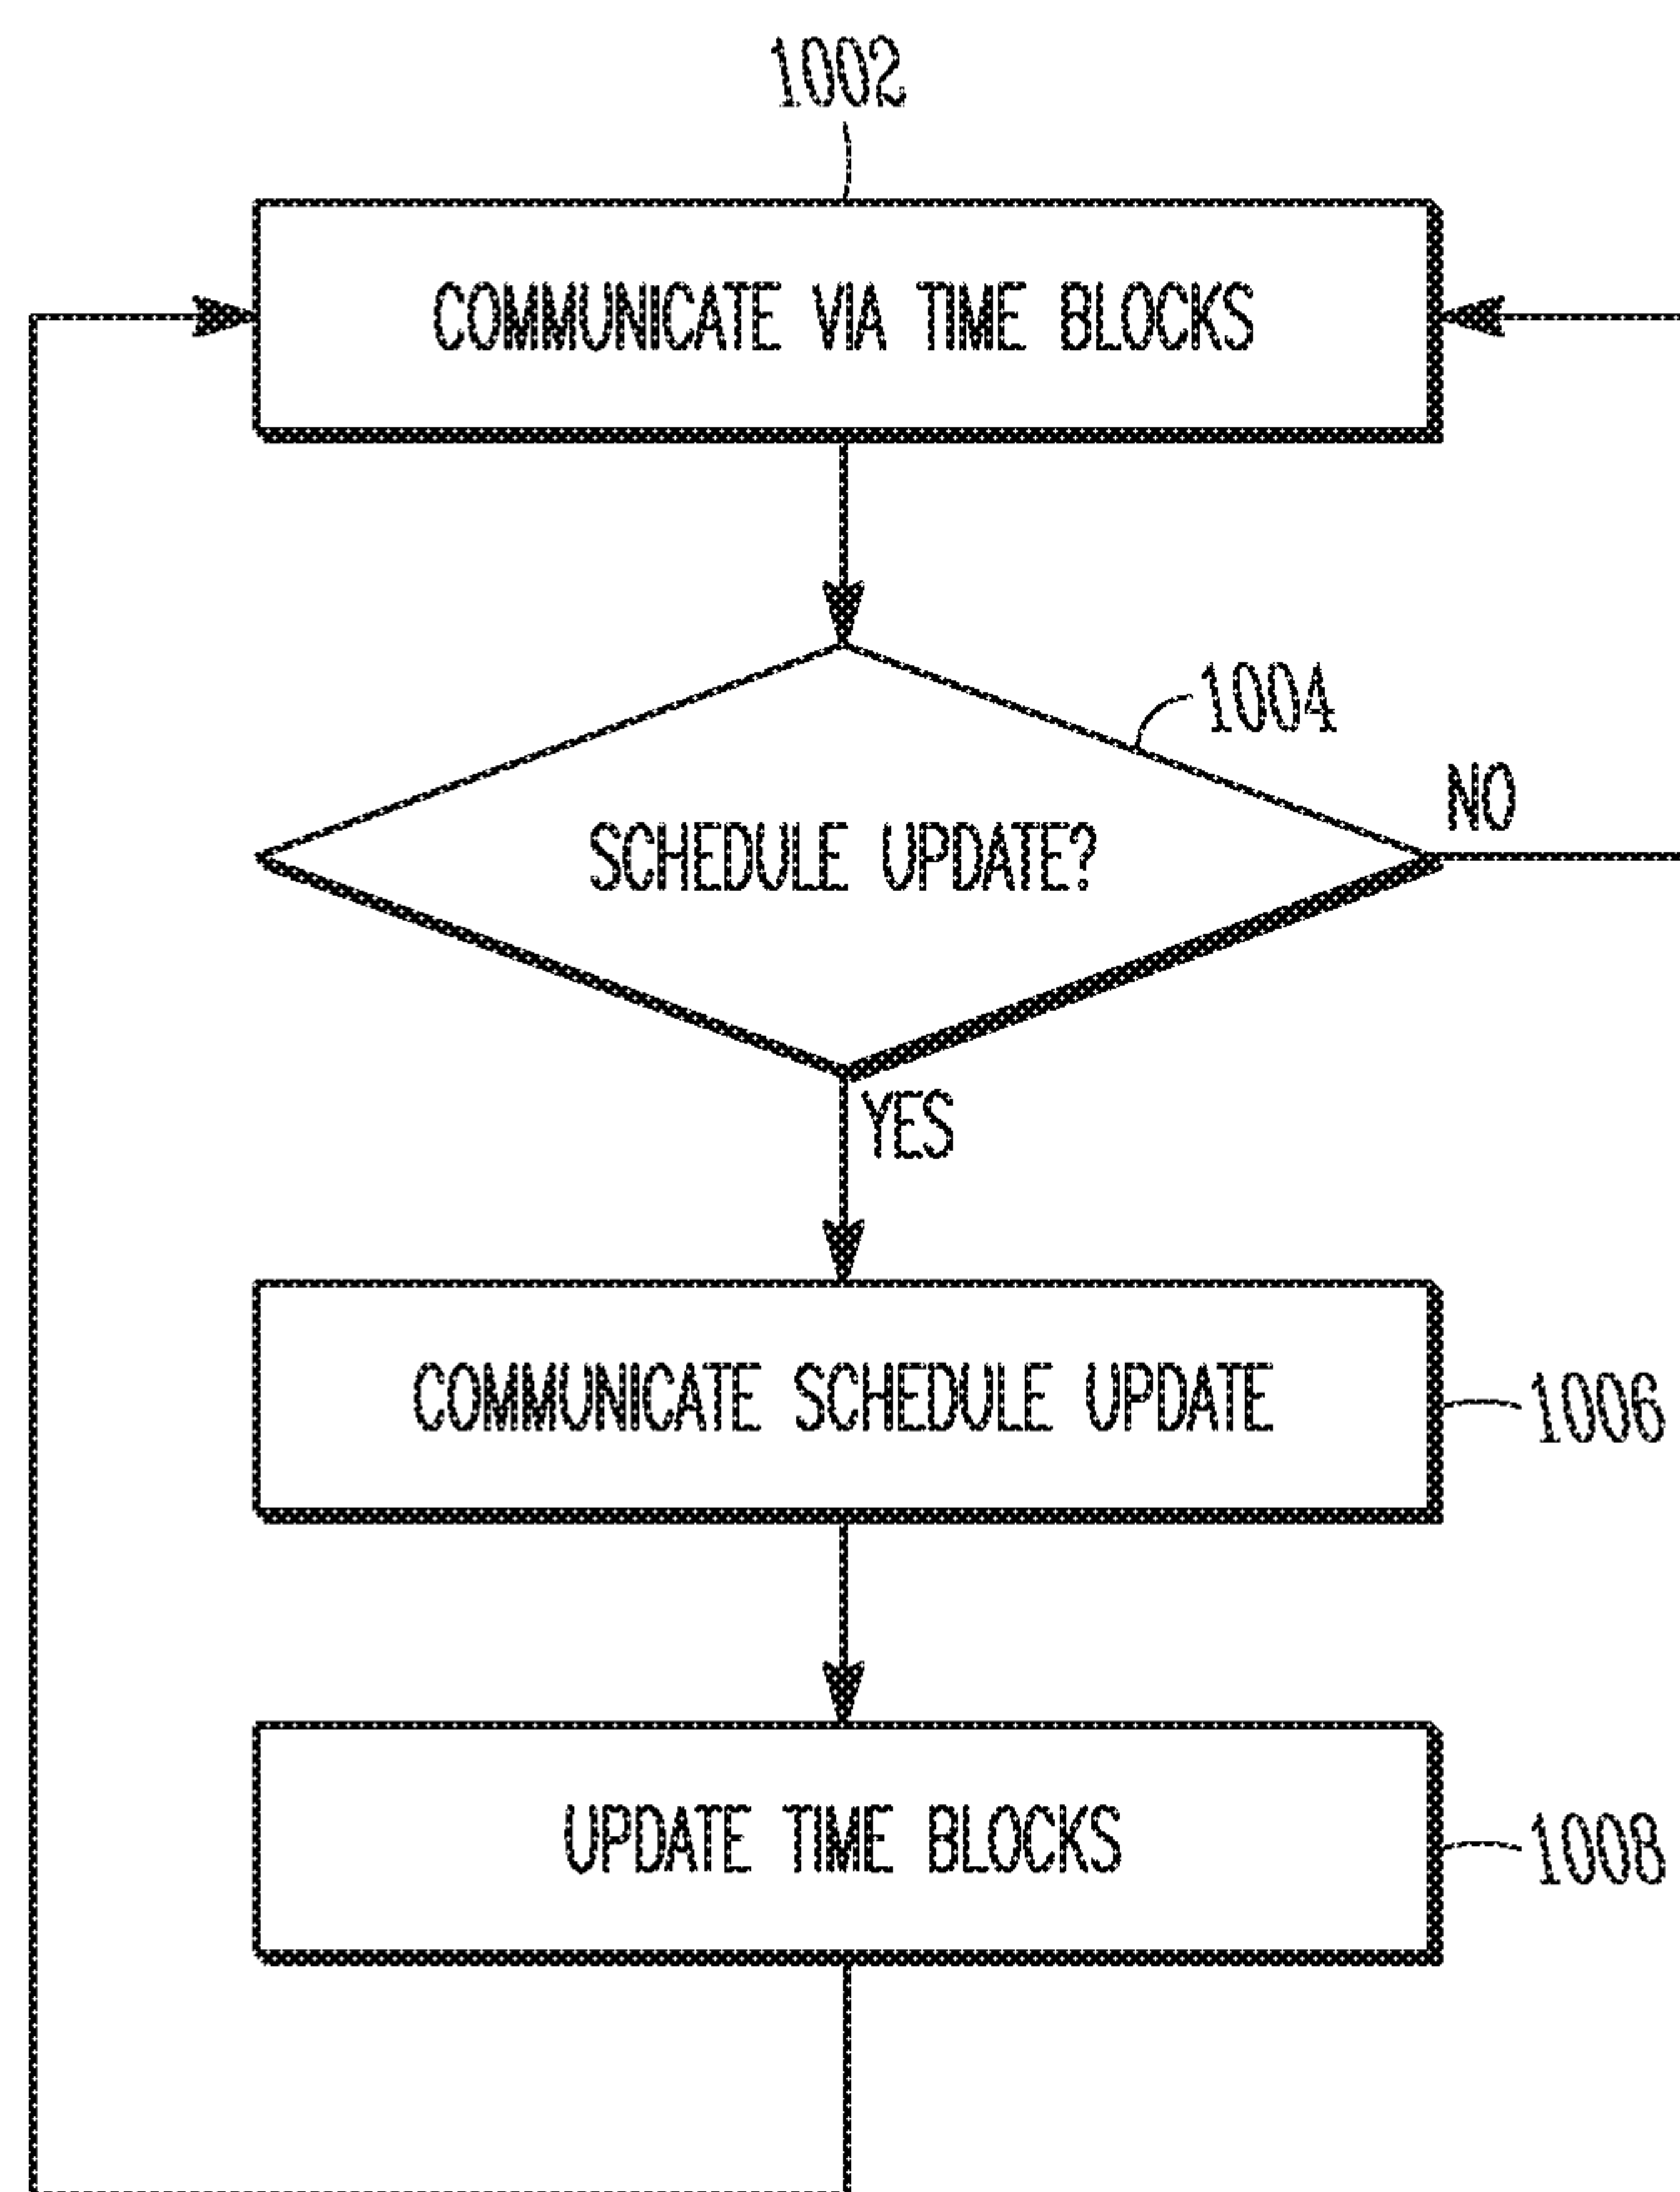 1002
COMMUNICATE VIA TIME BLOCKS
1004
NO
SCHEDULE UPDATE?
YES
COMMUNICATE SCHEDULE UPDATE
1006
UPDATE TIME BLOCKS
1008